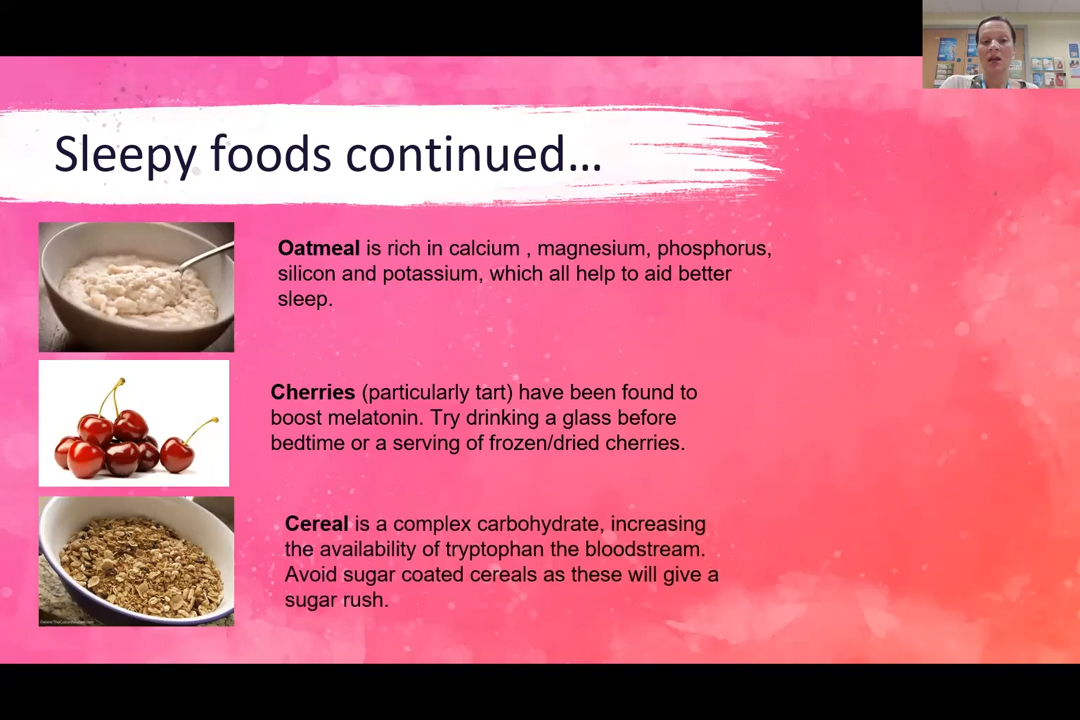 Sleepy foods continued...
Oatmeal is rich in calcium , magnesium, phosphorus,
silicon and potassium, which all help to aid better
sleep.
Cherries (particularly tart) have been found to
boost melatonin. Try drinking a glass before
bedtime or a serving of frozen/dried cherries.
Cereal is a complex carbohydrate, increasing
the availability of tryptophan the bloodstream.
Avoid sugar coated cereals as these will give a
sugar rush.